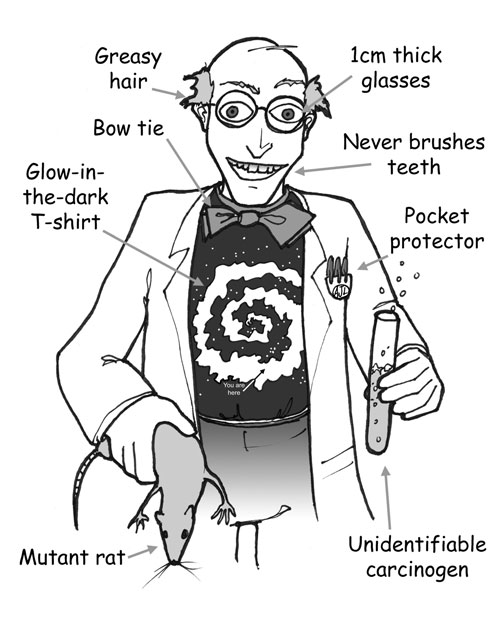 Greasy
hair
1cm thick
glasses
Bow tie
Never brushes
teeth
Glow-in-
the-dark
T-shirt
Pocket
protector
You are
here
Mutant rat
Unidentifiable
carcinogen